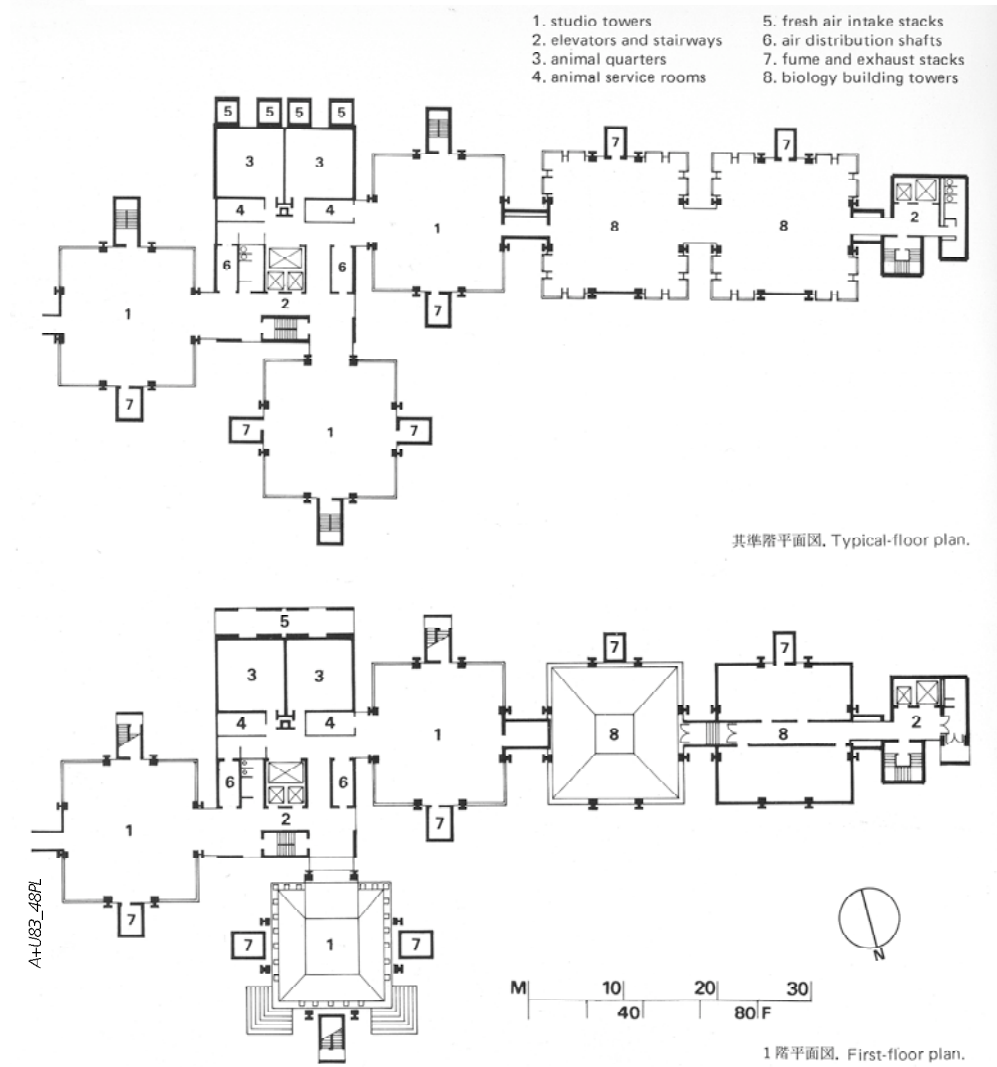 1. studio towers
2. elevators and stairways
3. animal quarters
4. animal service rooms
5. fresh air intake stacks
6. air distribution shafts
7. fume and exhaust stacks
8. biology building towers
5 5 5 5
3 3 7 7
4 4 2
1 8 8
6 6
2
1 7
7
7 1 7
其準階平面図. Typical-floor plan.
5
7 7
3 3
4 4 2
1 8 8
6 6
2 7
1
7
7 1 7
A+U83_48PL
N
M 10 20 30
40 80 F
1階平面図. First-floor plan.